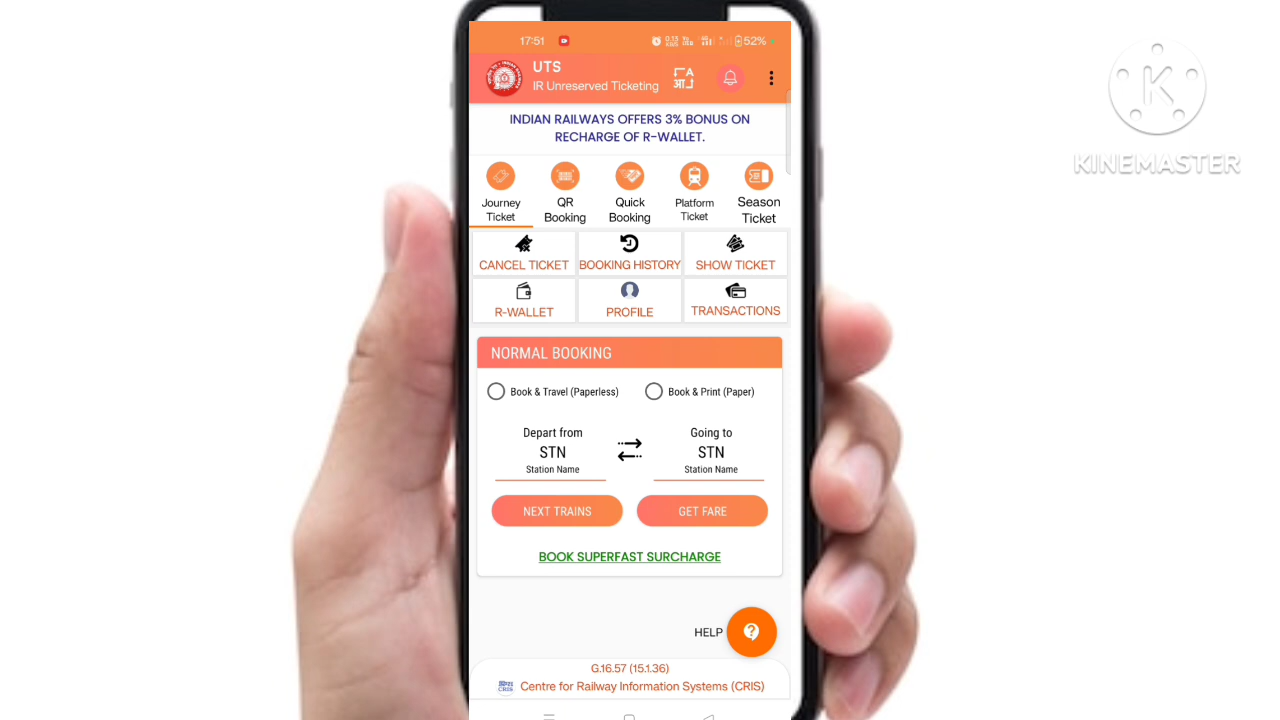 17:51
52%
UTS
IR Unreserved Ticketing
A
आ
INDIAN RAILWAYS OFFERS 3% BONUS ON
RECHARGE OF R-WALLET.
Journey
Ticket
QR
Booking
Quick
Booking
Platform
Ticket
Season
Ticket
CANCEL TICKET
BOOKING HISTORY
SHOW TICKET
R-WALLET
PROFILE
TRANSACTIONS
NORMAL BOOKING
Book & Travel (Paperless)
Book & Print (Paper)
Depart from
STN
Station Name
Going to
STN
Station Name
NEXT TRAINS
GET FARE
BOOK SUPERFAST SURCHARGE
HELP
G.16.57 (15.1.36)
CRIS
Centre for Railway Information Systems (CRIS)
K
KINEMASTER